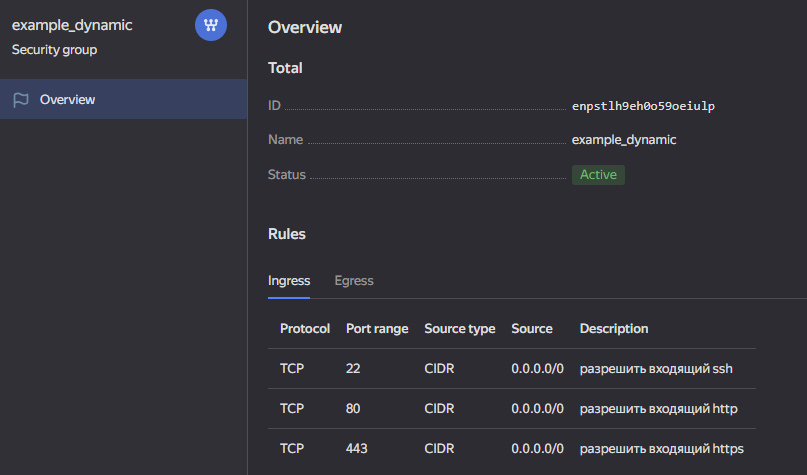 example_dynamic
Security group
Overview
Overview
Total
ID enpstlh9eh0o59oeiulp
Name example_dynamic
Status Active
Rules
Ingress Egress
Protocol Port range Source type Source Description
TCP 22 CIDR 0.0.0.0/0 разрешить входящий ssh
TCP 80 CIDR 0.0.0.0/0 разрешить входящий http
TCP 443 CIDR 0.0.0.0/0 разрешить входящий https